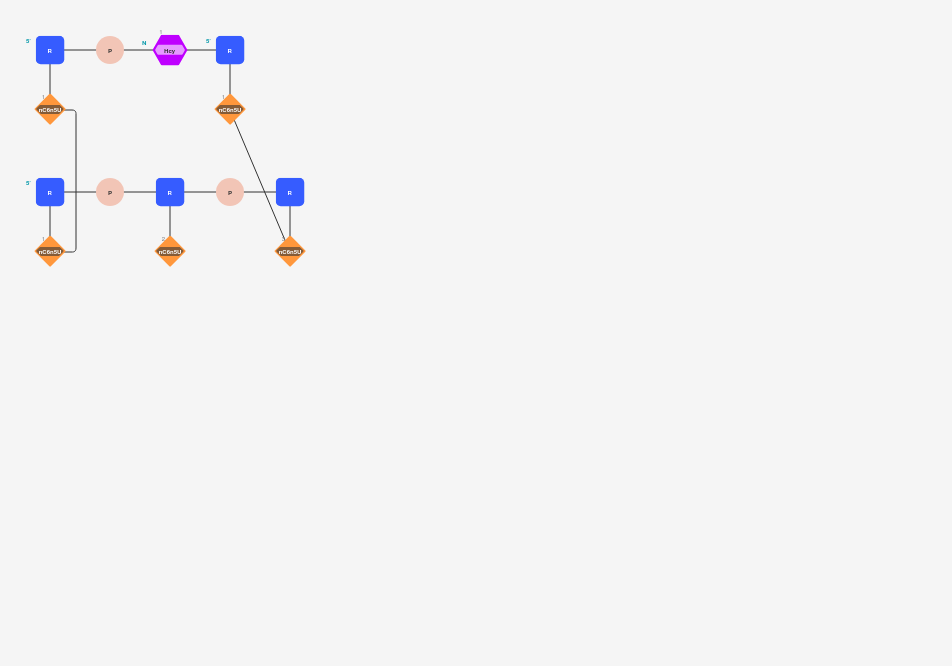 1
5' R P N Hcy 5' R
1 1
nC6n5U nC6n5U
5' R P R P R
1 2
nC6n5U nC6n5U nC6n5U